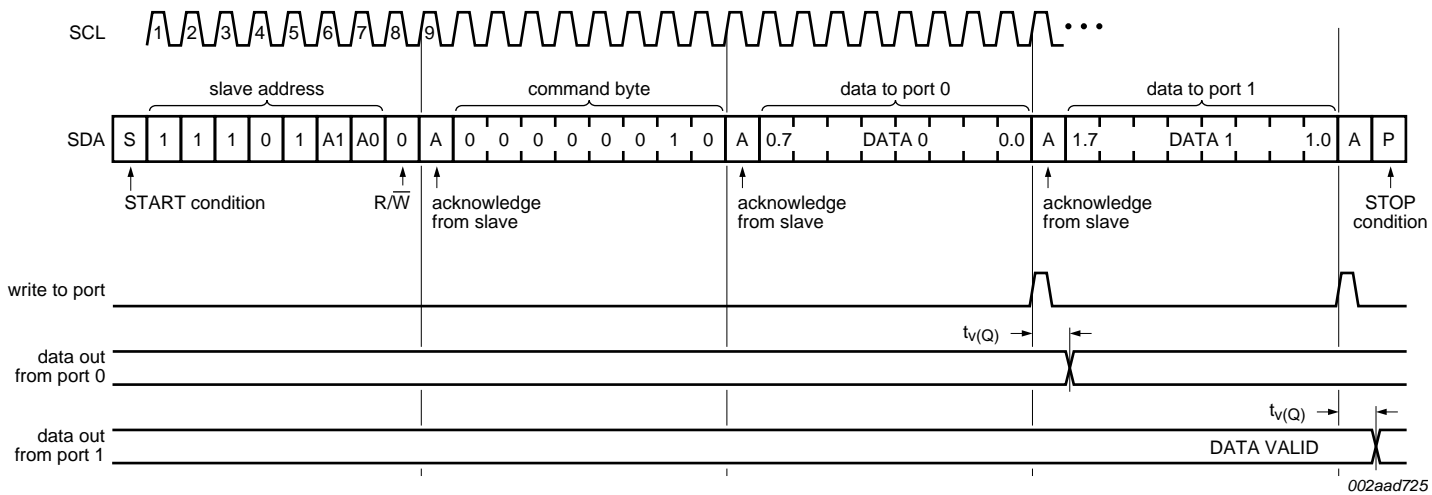 SCL 1 2 3 4 5 6 7 8 9 •••
slave address command byte data to port 0 data to port 1
SDA S 1 1 1 0 1 A1 A0 0 A 0 0 0 0 0 0 1 0 A 0.7 DATA 0 0.0 A 1.7 DATA 1 1.0 A P
START condition R/W̅ acknowledge acknowledge acknowledge STOP
from slave from slave from slave condition
write to port
tv(Q)
data out
from port 0
tv(Q)
data out
from port 1 DATA VALID
002aad725